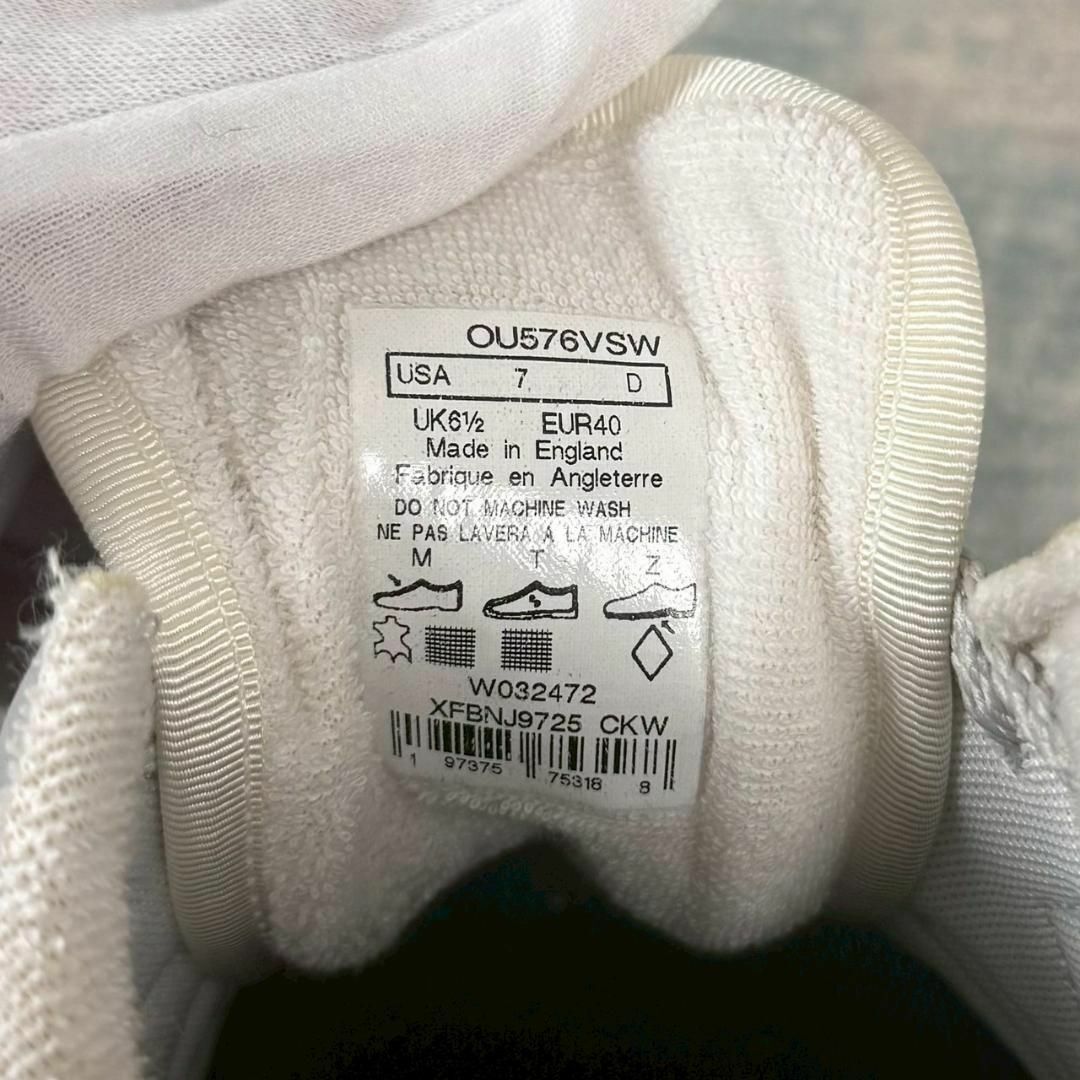 OU576VSW
USA 7 D
UK6½ EUR40
Made in England
Fabrique en Angleterre
DO NOT MACHINE WASH
NE PAS LAVERA A LA MACHINE
M T Z
W032472
XFBNJ9725 CKW
1 97375 75318 8